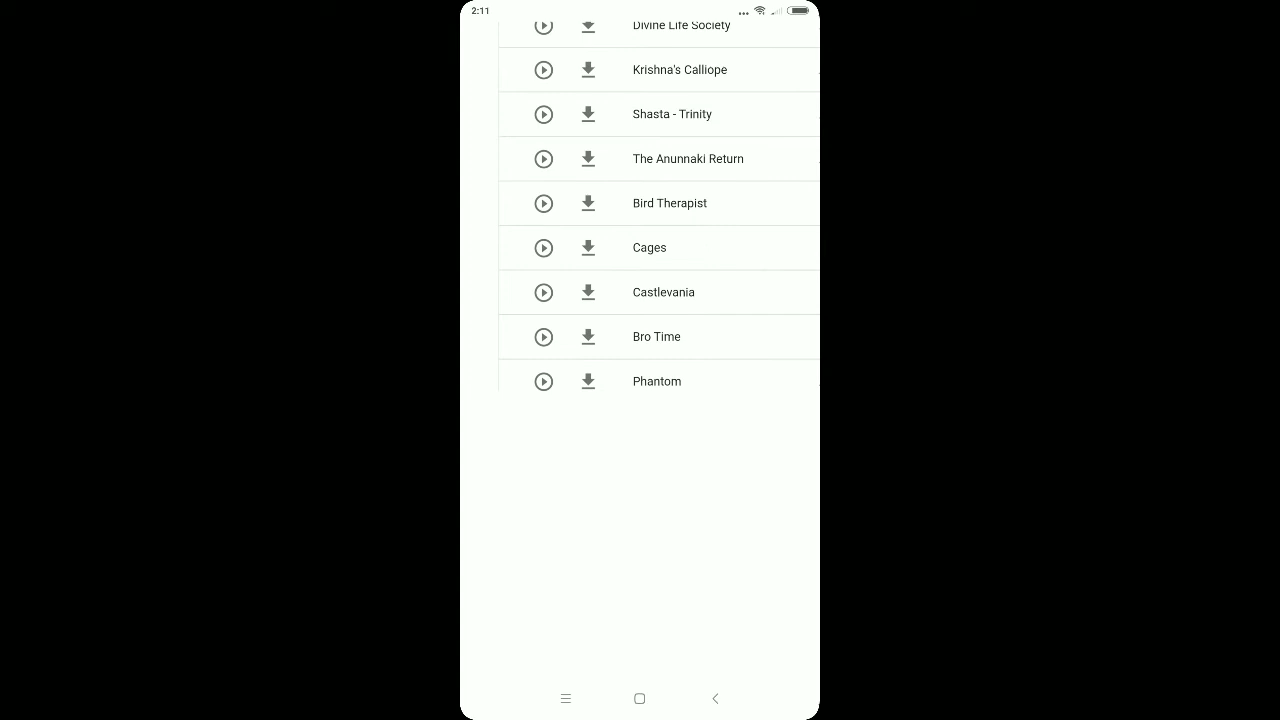 2:11
Divine Life Society
Krishna's Calliope
Shasta - Trinity
The Anunnaki Return
Bird Therapist
Cages
Castlevania
Bro Time
Phantom